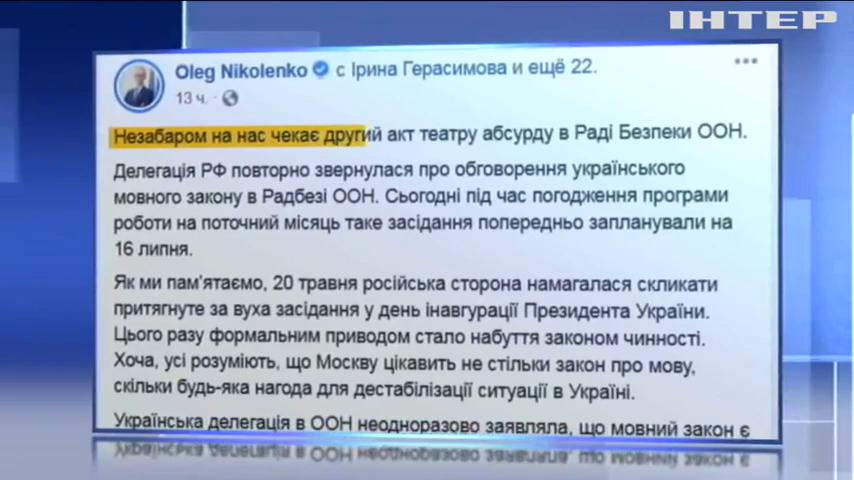 ІНТЕР
Oleg Nikolenko с Ірина Герасимова и ещё 22.
13 ч.
Незабаром на нас чекає другий акт театру абсурду в Раді Безпеки ООН.
Делегація РФ повторно звернулася про обговорення українського
мовного закону в Радбезі ООН. Сьогодні під час погодження програми
роботи на поточний місяць таке засідання попередньо запланували на
16 липня.
Як ми пам'ятаємо, 20 травня російська сторона намагалася скликати
притягнуте за вуха засідання у день інавгурації Президента України.
Цього разу формальним приводом стало набуття законом чинності.
Хоча, усі розуміють, що Москву цікавить не стільки закон про мову,
скільки будь-яка нагода для дестабілізації ситуації в Україні.
Українська делегація в ООН неодноразово заявляла, що мовний закон є